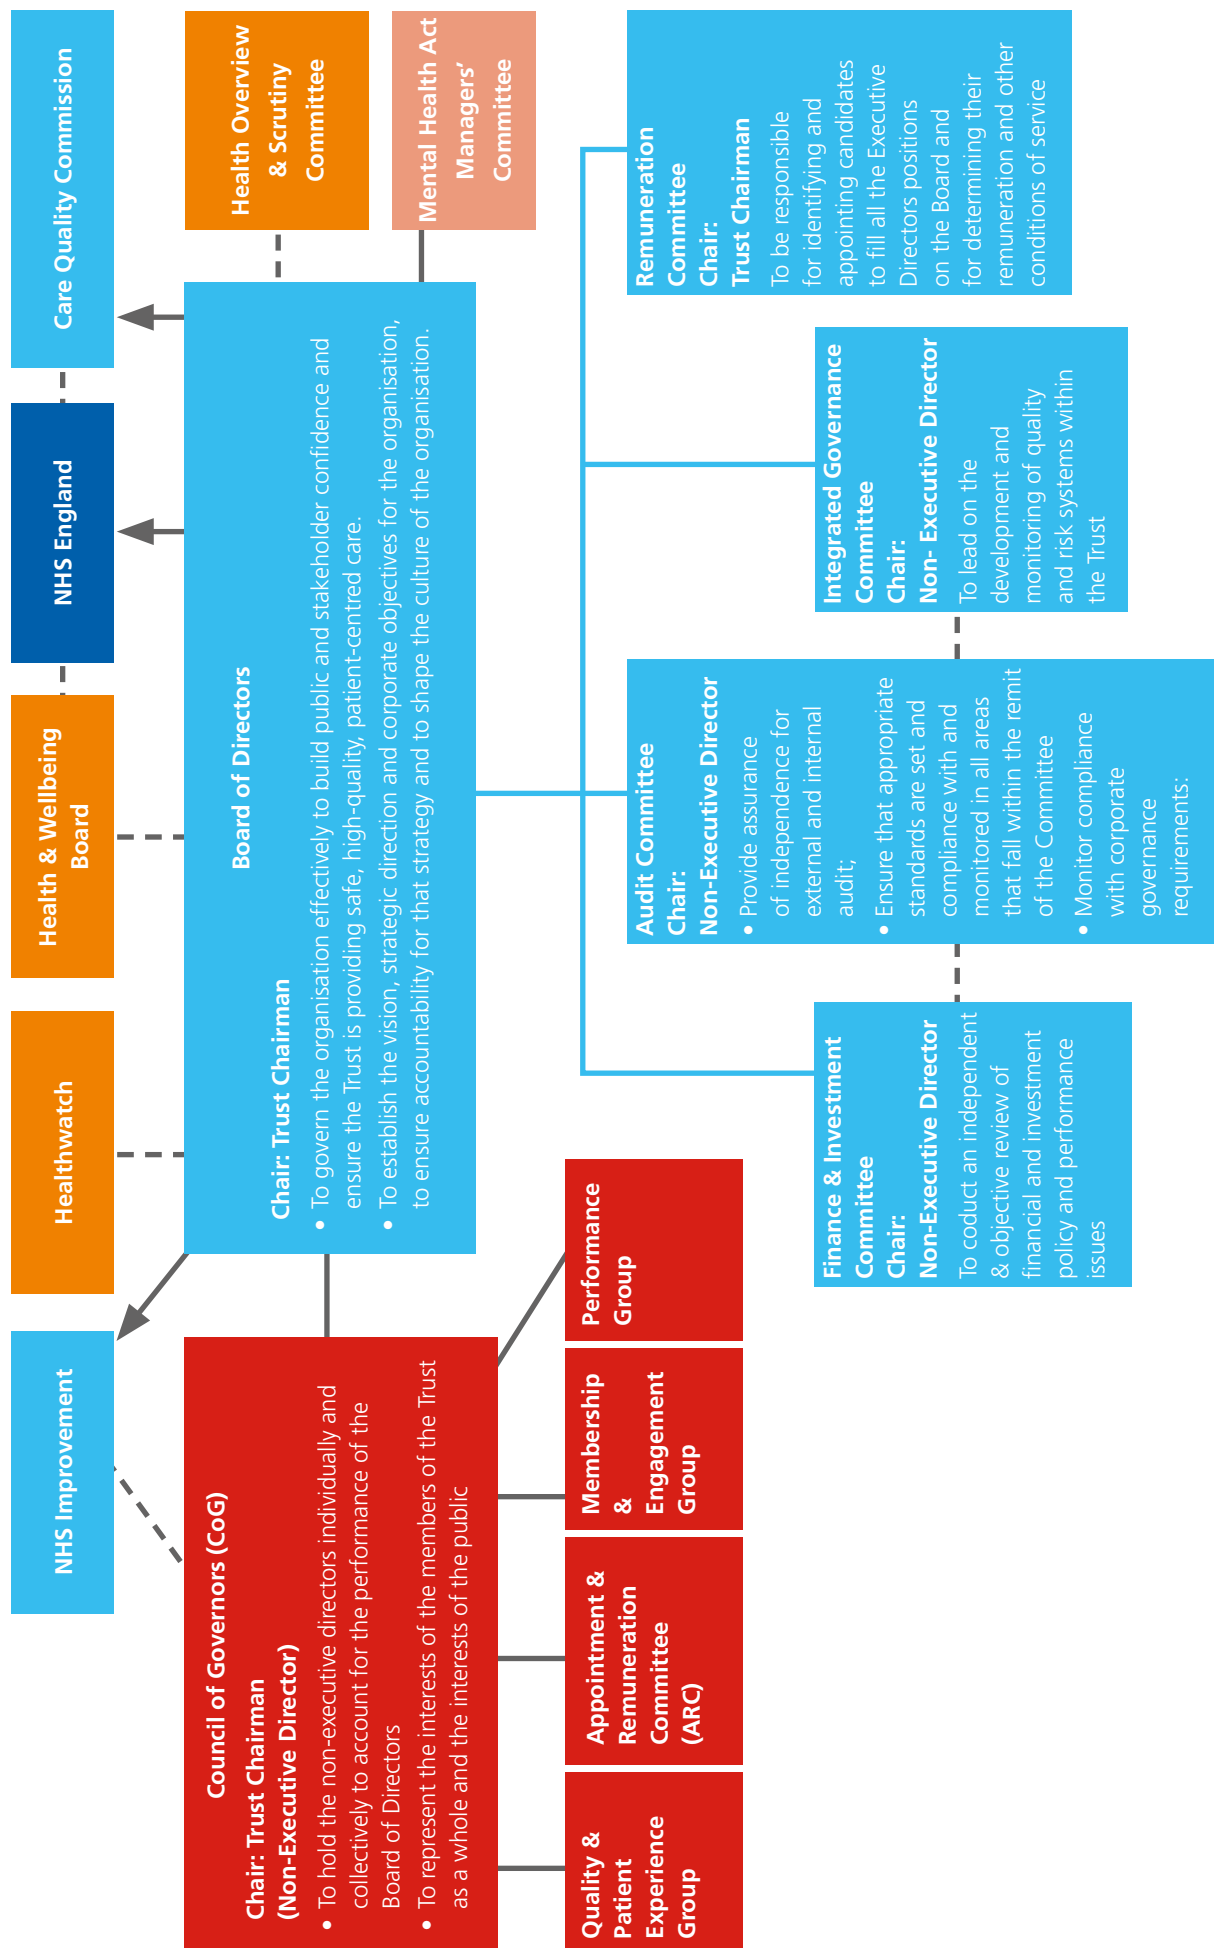 NHS Improvement
Healthwatch
Health & Wellbeing
Board
NHS England
Care Quality Commission
Health Overview
& Scrutiny
Committee
Mental Health Act
Managers’
Committee
Council of Governors (CoG)
Chair: Trust Chairman
(Non-Executive Director)
• To hold the non-executive directors individually and
collectively to account for the performance of the
Board of Directors
• To represent the interests of the members of the Trust
as a whole and the interests of the public
Board of Directors
Chair: Trust Chairman
• To govern the organisation effectively to build public and stakeholder confidence and
ensure the Trust is providing safe, high-quality, patient-centred care.
• To establish the vision, strategic direction and corporate objectives for the organisation,
to ensure accountability for that strategy and to shape the culture of the organisation.
Quality &
Patient
Experience
Group
Appointment &
Remuneration
Committee
(ARC)
Membership
&
Engagement
Group
Performance
Group
Finance & Investment
Committee
Chair:
Non-Executive Director
To coduct an independent
& objective review of
financial and investment
policy and performance
issues
Audit Committee
Chair:
Non-Executive Director
• Provide assurance
of independence for
external and internal
audit;
• Ensure that appropriate
standards are set and
compliance with and
monitored in all areas
that fall within the remit
of the Committee
• Monitor compliance
with corporate
governance
requirements:
Integrated Governance
Committee
Chair:
Non- Executive Director
To lead on the
development and
monitoring of quality
and risk systems within
the Trust
Remuneration
Committee
Chair:
Trust Chairman
To be responsible
for identifying and
appointing candidates
to fill all the Executive
Directors positions
on the Board and
for determining their
remuneration and other
conditions of service